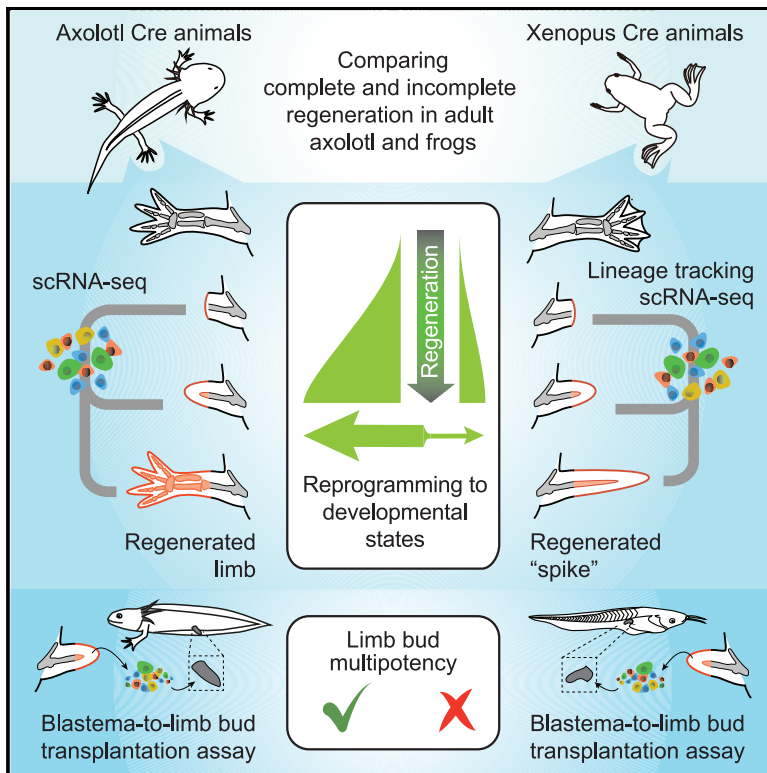 Axolotl Cre animals
Xenopus Cre animals
Comparing
complete and incomplete
regeneration in adult
axolotl and frogs
scRNA-seq
Lineage tracking
scRNA-seq
Regeneration
Reprogramming to
developmental
states
Regenerated
limb
Regenerated
“spike”
Limb bud
multipotency
Blastema-to-limb bud
transplantation assay
Blastema-to-limb bud
transplantation assay